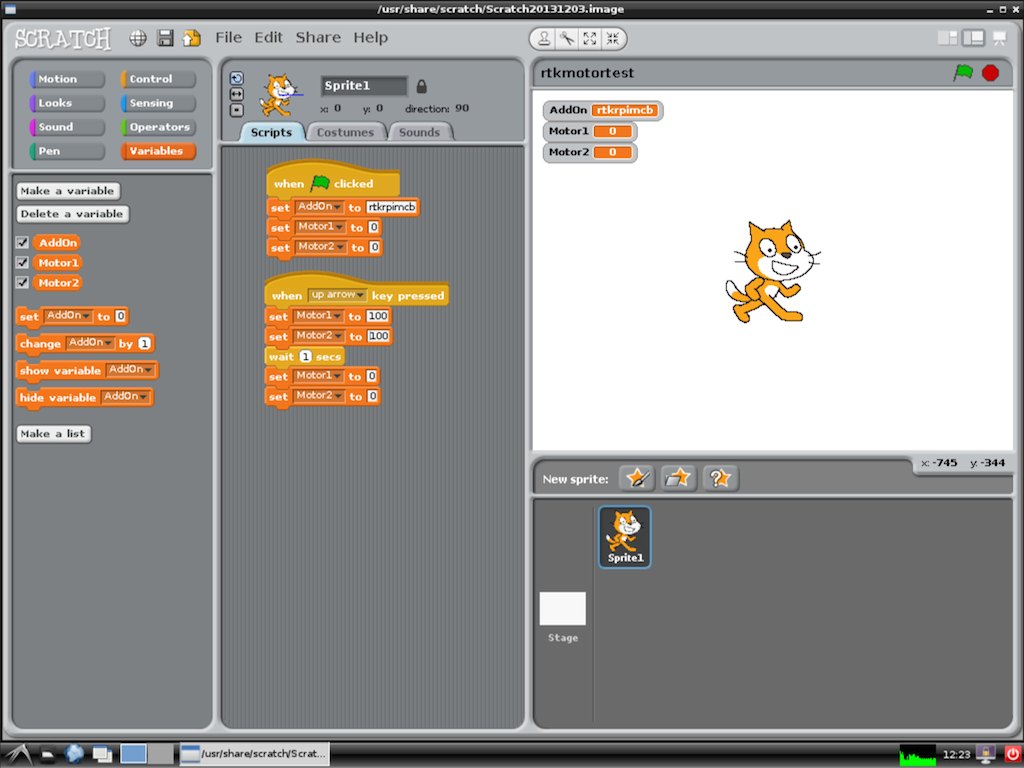 /usr/share/scratch/Scratch20131203.image
SCRATCH File Edit Share Help
Motion Control
Looks Sensing
Sound Operators
Pen Variables
Make a variable
Delete a variable
AddOn
Motor1
Motor2
set AddOn to 0
change AddOn by 1
show variable AddOn
hide variable AddOn
Make a list
Sprite1
x: 0 y: 0 direction: 90
Scripts Costumes Sounds
when clicked
set AddOn to rtkrpimcb
set Motor1 to 0
set Motor2 to 0
when up arrow key pressed
set Motor1 to 100
set Motor2 to 100
wait 1 secs
set Motor1 to 0
set Motor2 to 0
rtkmotortest
AddOn rtkrpimcb
Motor1 0
Motor2 0
x: -745 y: -344
New sprite:
Sprite1
Stage
/usr/share/scratch/Scrat...
12:23